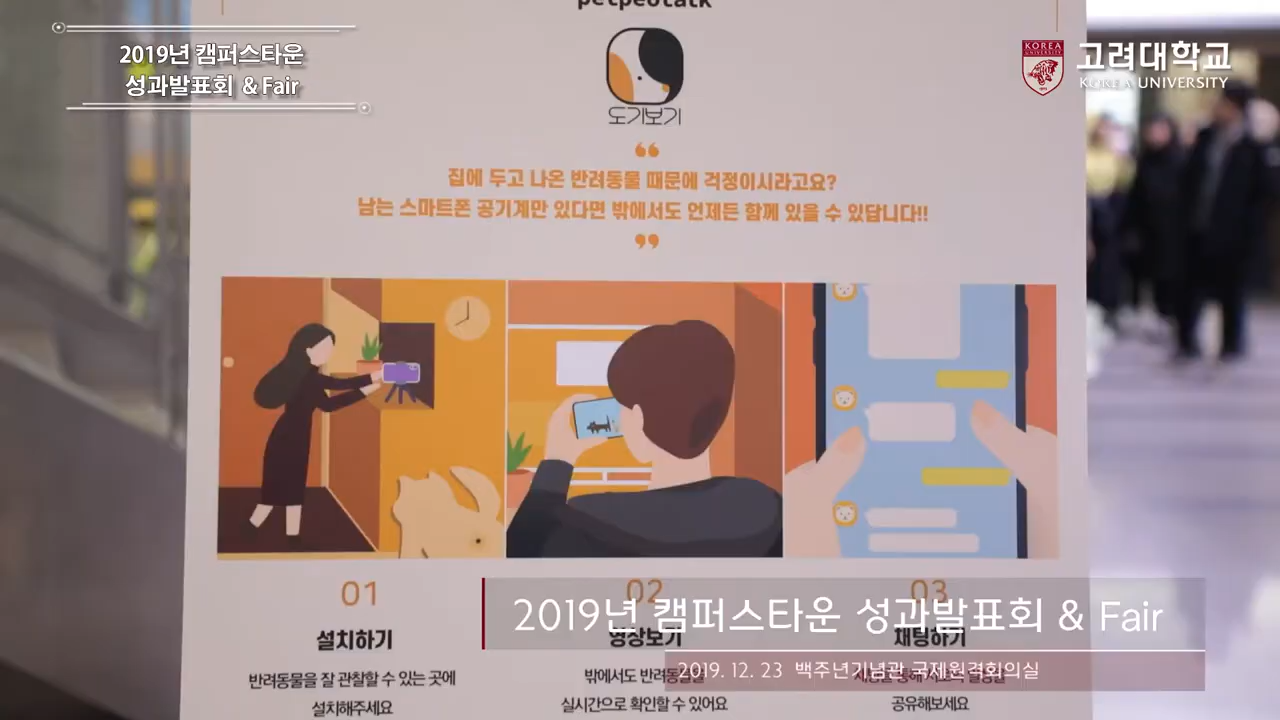 petpeotalk
2019년 캠퍼스타운
성과발표회 & Fair
KOREA
UNIVERSITY
고려대학교
KOREA UNIVERSITY
도기보기
“
집에 두고 나온 반려동물 때문에 걱정이시라고요?
남는 스마트폰 공기계만 있다면 밖에서도 언제든 함께 있을 수 있답니다!!
”
01
02
03
설치하기
영상보기
채팅하기
2019년 캠퍼스타운 성과발표회 & Fair
반려동물을 잘 관찰할 수 있는 곳에
설치해주세요
밖에서도
실시간으로 확인할 수 있어요
공유해보세요
2019. 12. 23 백주년기념관 국제원격회의실